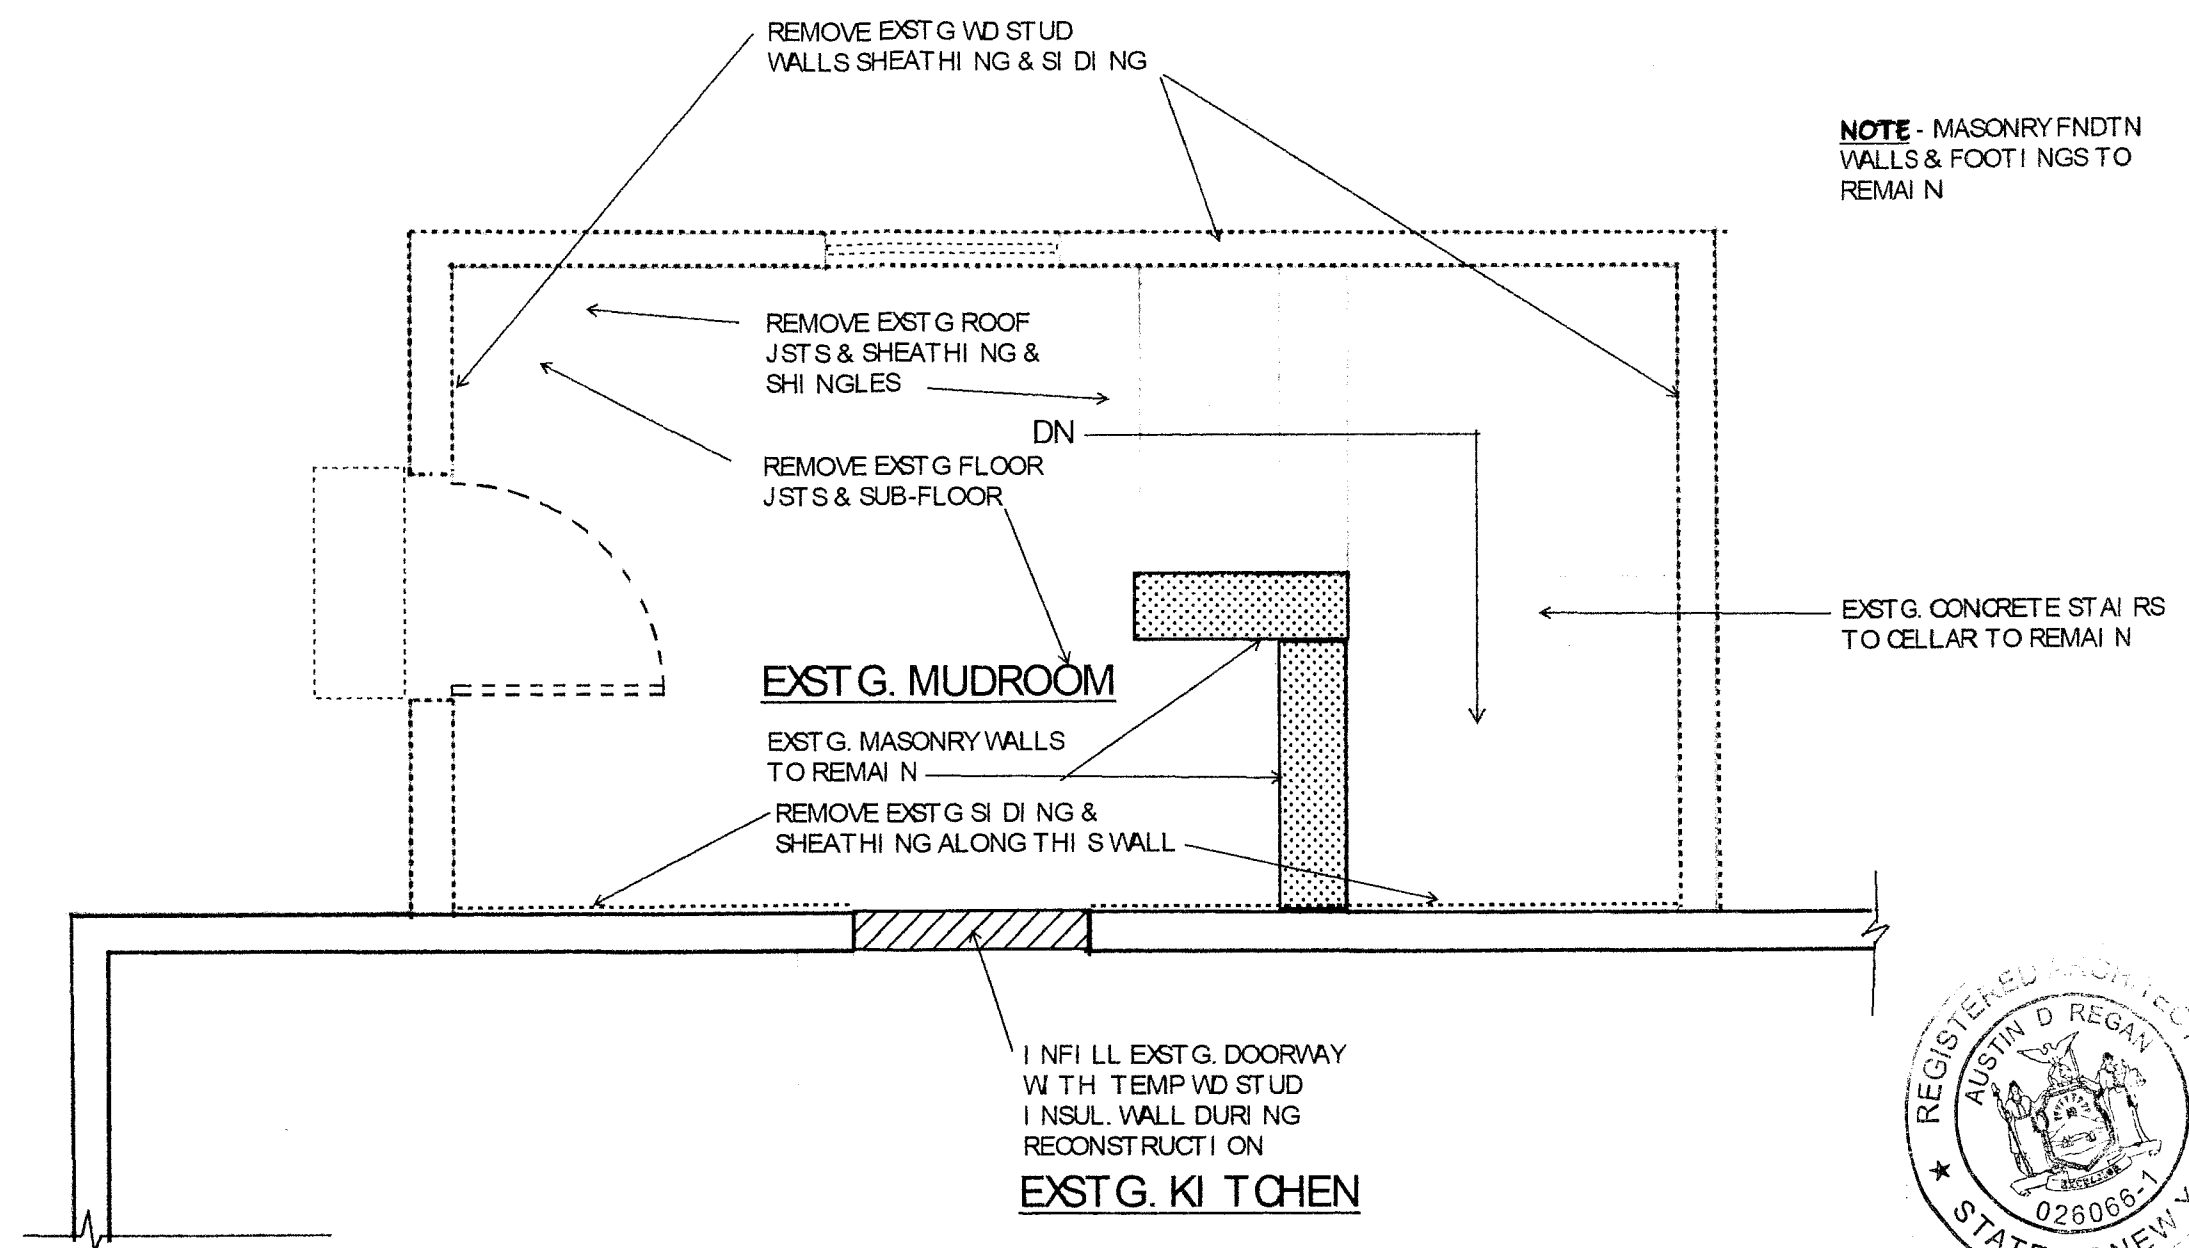 REMOVE EXSTG WD STUD
WALLS SHEATHING & SIDING
NOTE - MASONRY FNDTN
WALLS & FOOTINGS TO
REMAIN
REMOVE EXSTG ROOF
JSTS & SHEATHING &
SHINGLES
DN
REMOVE EXSTG FLOOR
JSTS & SUB-FLOOR
EXSTG. CONCRETE STAIRS
TO CELLAR TO REMAIN
EXSTG. MUDROOM
EXSTG. MASONRY WALLS
TO REMAIN
REMOVE EXSTG SIDING &
SHEATHING ALONG THIS WALL
INFILL EXSTG. DOORWAY
WITH TEMP WD STUD
INSUL. WALL DURING
RECONSTRUCTION
EXSTG. KITCHEN
REGISTERED ARCHITECT
AUSTIN D REGAN
EXCELSIOR
026066-1
STATE NEW Y